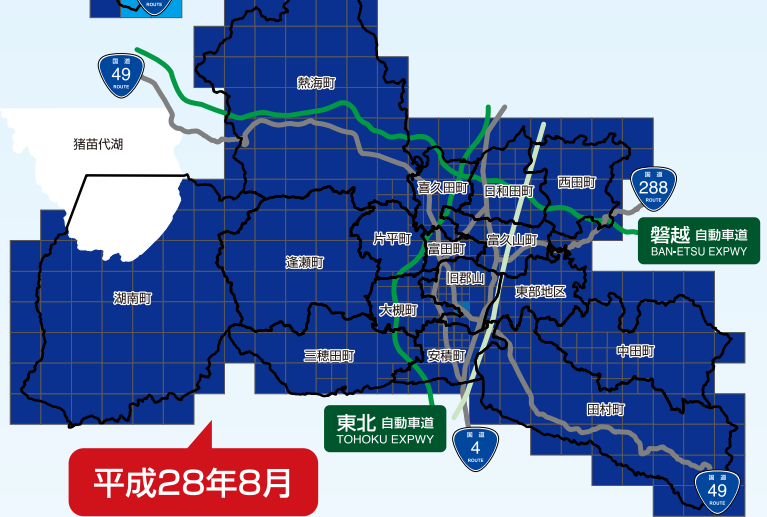 ROUTE
国道
49
ROUTE
熱海町
猪苗代湖
喜久田町
日和田町
西田町
国道
288
ROUTE
磐越 自動車道
BAN-ETSU EXPWY
片平町
富田町
富久山町
逢瀬町
旧郡山
東部地区
湖南町
大槻町
三穂田町
安積町
中田町
田村町
東北 自動車道
TOHOKU EXPWY
国道
4
ROUTE
平成28年8月
国道
49
ROUTE